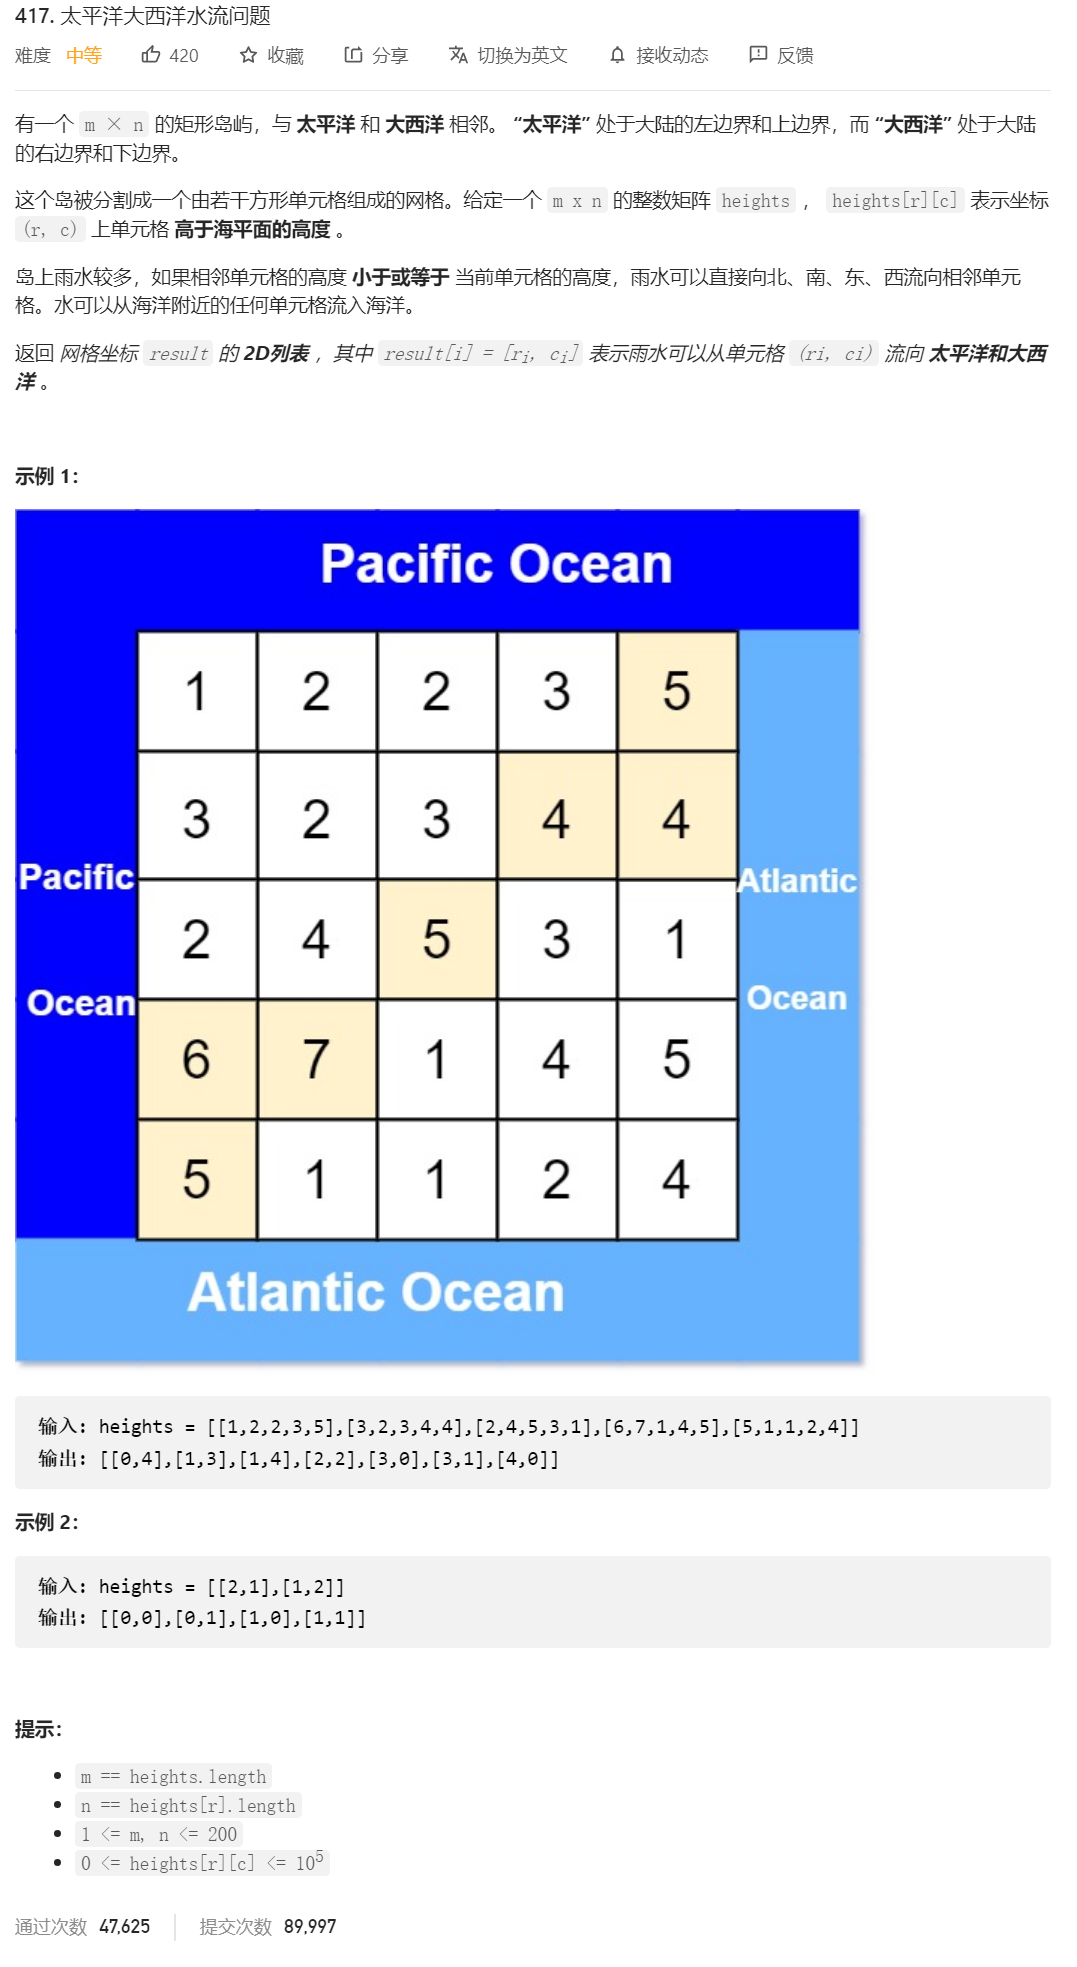 417. 太平洋大西洋水流问题
难度 中等 420 收藏 分享 切换为英文 接收动态 反馈
有一个 m × n 的矩形岛屿，与 太平洋 和 大西洋 相邻。 “太平洋” 处于大陆的左边界和上边界，而 “大西洋” 处于大陆
的右边界和下边界。
这个岛被分割成一个由若干方形单元格组成的网格。给定一个 m x n 的整数矩阵 heights ， heights[r][c] 表示坐标
(r, c) 上单元格 高于海平面的高度 。
岛上雨水较多，如果相邻单元格的高度 小于或等于 当前单元格的高度，雨水可以直接向北、南、东、西流向相邻单元
格。水可以从海洋附近的任何单元格流入海洋。
返回 网格坐标 result 的 2D列表 ，其中 result[i] = [ri, ci] 表示雨水可以从单元格 (ri, ci) 流向 太平洋和大西
洋 。
示例 1：
Pacific Ocean
1 2 2 3 5
3 2 3 4 4
Pacific Atlantic
2 4 5 3 1
Ocean Ocean
6 7 1 4 5
5 1 1 2 4
Atlantic Ocean
输入: heights = [[1,2,2,3,5],[3,2,3,4,4],[2,4,5,3,1],[6,7,1,4,5],[5,1,1,2,4]]
输出: [[0,4],[1,3],[1,4],[2,2],[3,0],[3,1],[4,0]]
示例 2：
输入: heights = [[2,1],[1,2]]
输出: [[0,0],[0,1],[1,0],[1,1]]
提示：
m == heights.length
n == heights[r].length
1 <= m, n <= 200
0 <= heights[r][c] <= 10⁵
通过次数 47,625 提交次数 89,997